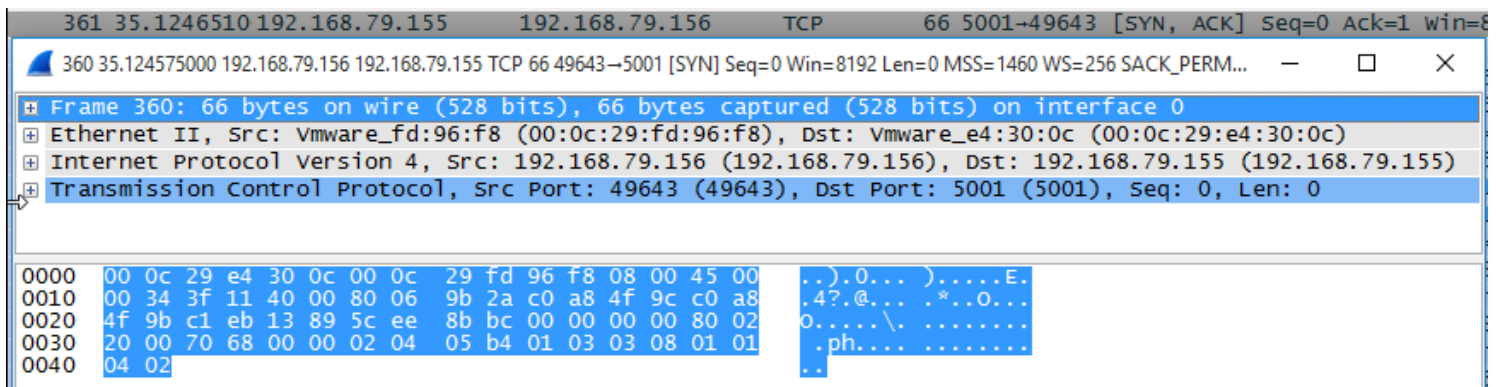 361 35.1246510 192.168.79.155 192.168.79.156 TCP 66 5001→49643 [SYN, ACK] Seq=0 Ack=1 Win=8
360 35.124575000 192.168.79.156 192.168.79.155 TCP 66 49643→5001 [SYN] Seq=0 Win=8192 Len=0 MSS=1460 WS=256 SACK_PERM...
Frame 360: 66 bytes on wire (528 bits), 66 bytes captured (528 bits) on interface 0
Ethernet II, Src: Vmware_fd:96:f8 (00:0c:29:fd:96:f8), Dst: Vmware_e4:30:0c (00:0c:29:e4:30:0c)
Internet Protocol Version 4, Src: 192.168.79.156 (192.168.79.156), Dst: 192.168.79.155 (192.168.79.155)
Transmission Control Protocol, Src Port: 49643 (49643), Dst Port: 5001 (5001), Seq: 0, Len: 0
0000 00 0c 29 e4 30 0c 00 0c 29 fd 96 f8 08 00 45 00 ..).0... ).....E.
0010 00 34 3f 11 40 00 80 06 9b 2a c0 a8 4f 9c c0 a8 .4?.@... .*..O...
0020 4f 9b c1 eb 13 89 5c ee 8b bc 00 00 00 00 80 02 O.....\. ........
0030 20 00 70 68 00 00 02 04 05 b4 01 03 03 08 01 01 .ph.... ........
0040 04 02 ..